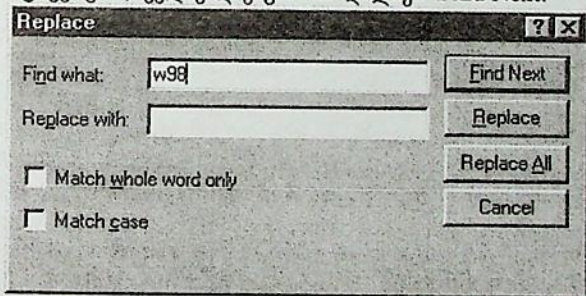 Replace
Find what: w98
Find Next
Replace with:
Replace
Match whole word only
Replace All
Match case
Cancel